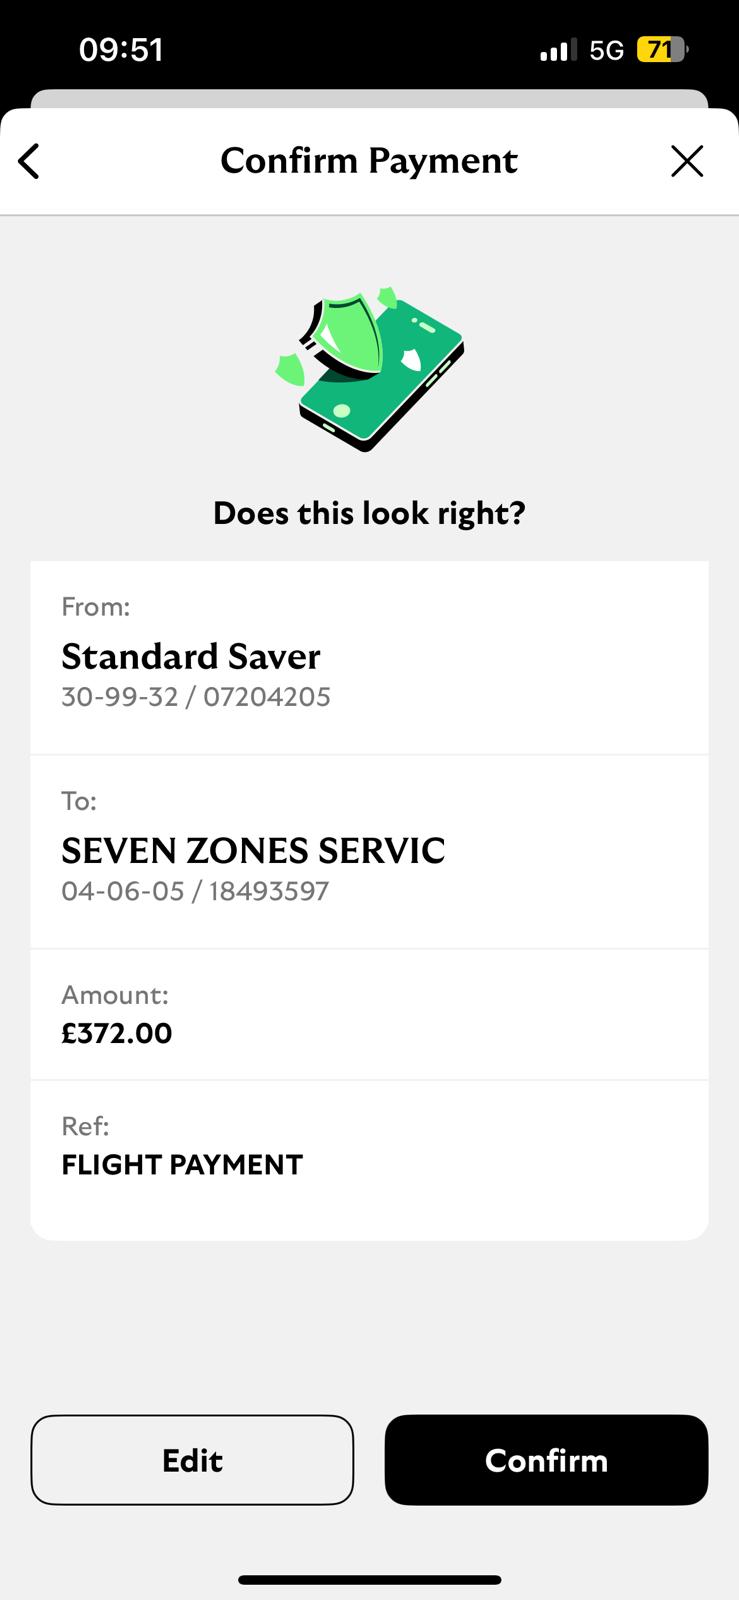 09:51
5G
71
Confirm Payment
Does this look right?
From:
Standard Saver
30-99-32 / 07204205
To:
SEVEN ZONES SERVIC
04-06-05 / 18493597
Amount:
£372.00
Ref:
FLIGHT PAYMENT
Edit
Confirm